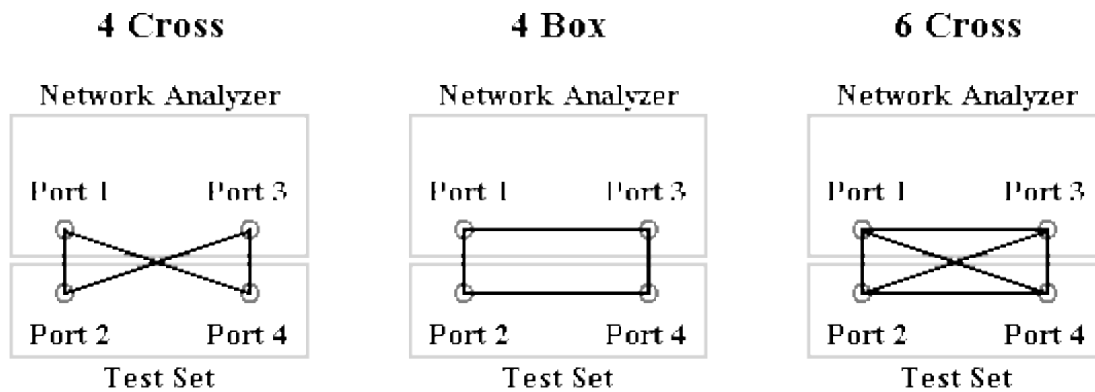 4 Cross
4 Box
6 Cross
Network Analyzer
Network Analyzer
Network Analyzer
Port 1
Port 3
Port 1
Port 3
Port 1
Port 3
Port 2
Port 4
Port 2
Port 4
Port 2
Port 4
Test Set
Test Set
Test Set